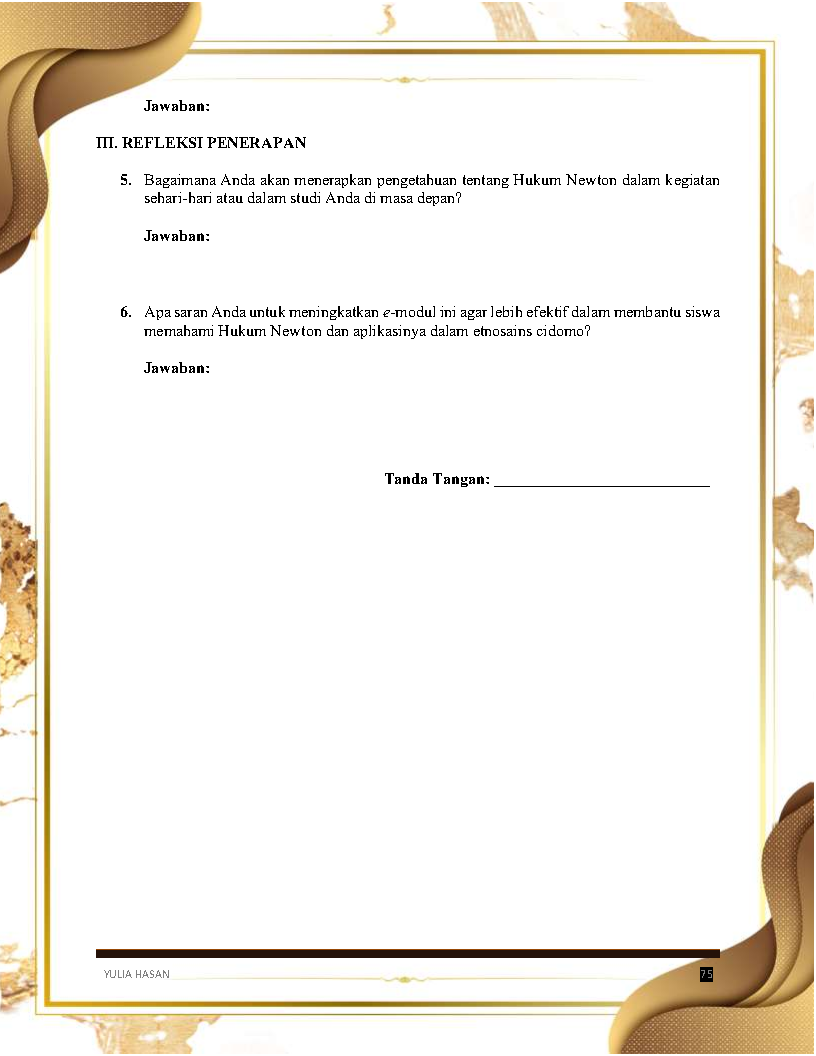 Jawaban:
III. REFLEKSI PENERAPAN
5. Bagaimana Anda akan menerapkan pengetahuan tentang Hukum Newton dalam kegiatan
sehari-hari atau dalam studi Anda di masa depan?
Jawaban:
6. Apa saran Anda untuk meningkatkan e-modul ini agar lebih efektif dalam membantu siswa
memahami Hukum Newton dan aplikasinya dalam etnosains cidomo?
Jawaban:
Tanda Tangan: ___________________________
YULIA HASAN
75